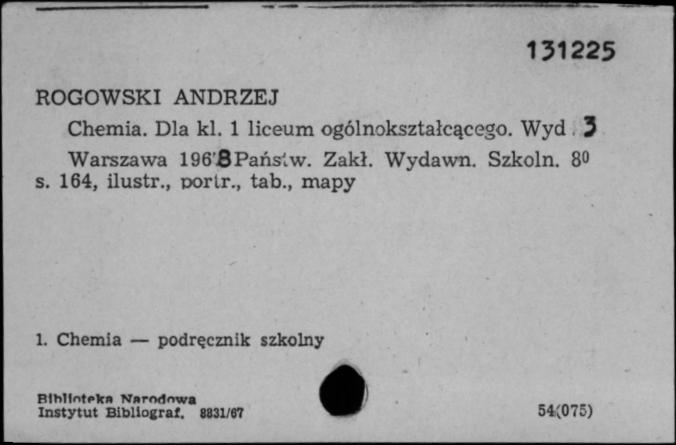 131225
ROGOWSKI ANDRZEJ
Chemia. Dla kl. 1 liceum ogólnokształcącego. Wyd. 3
Warszawa 1968 Państw. Zakł. Wydawn. Szkoln. 8⁰
s. 164, ilustr., portr., tab., mapy
1. Chemia — podręcznik szkolny
Biblioteka Narodowa
Instytut Bibliograf. 8831/67
54(075)